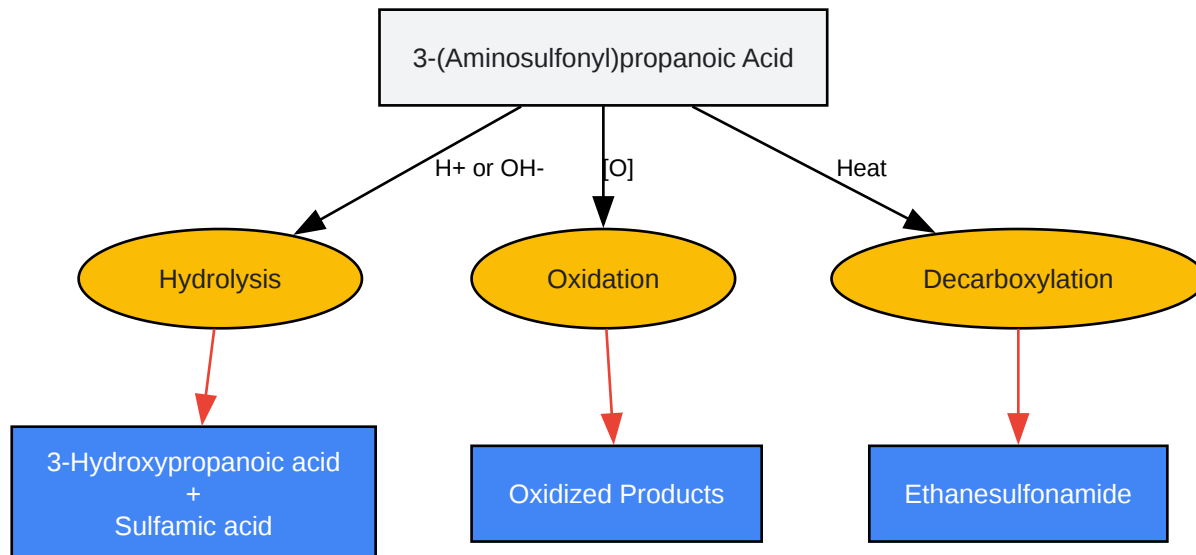 3-(Aminosulfonyl)propanoic Acid
H+ or OH-
[O]
Heat
Hydrolysis
Oxidation
Decarboxylation
3-Hydroxypropanoic acid
+
Sulfamic acid
Oxidized Products
Ethanesulfonamide